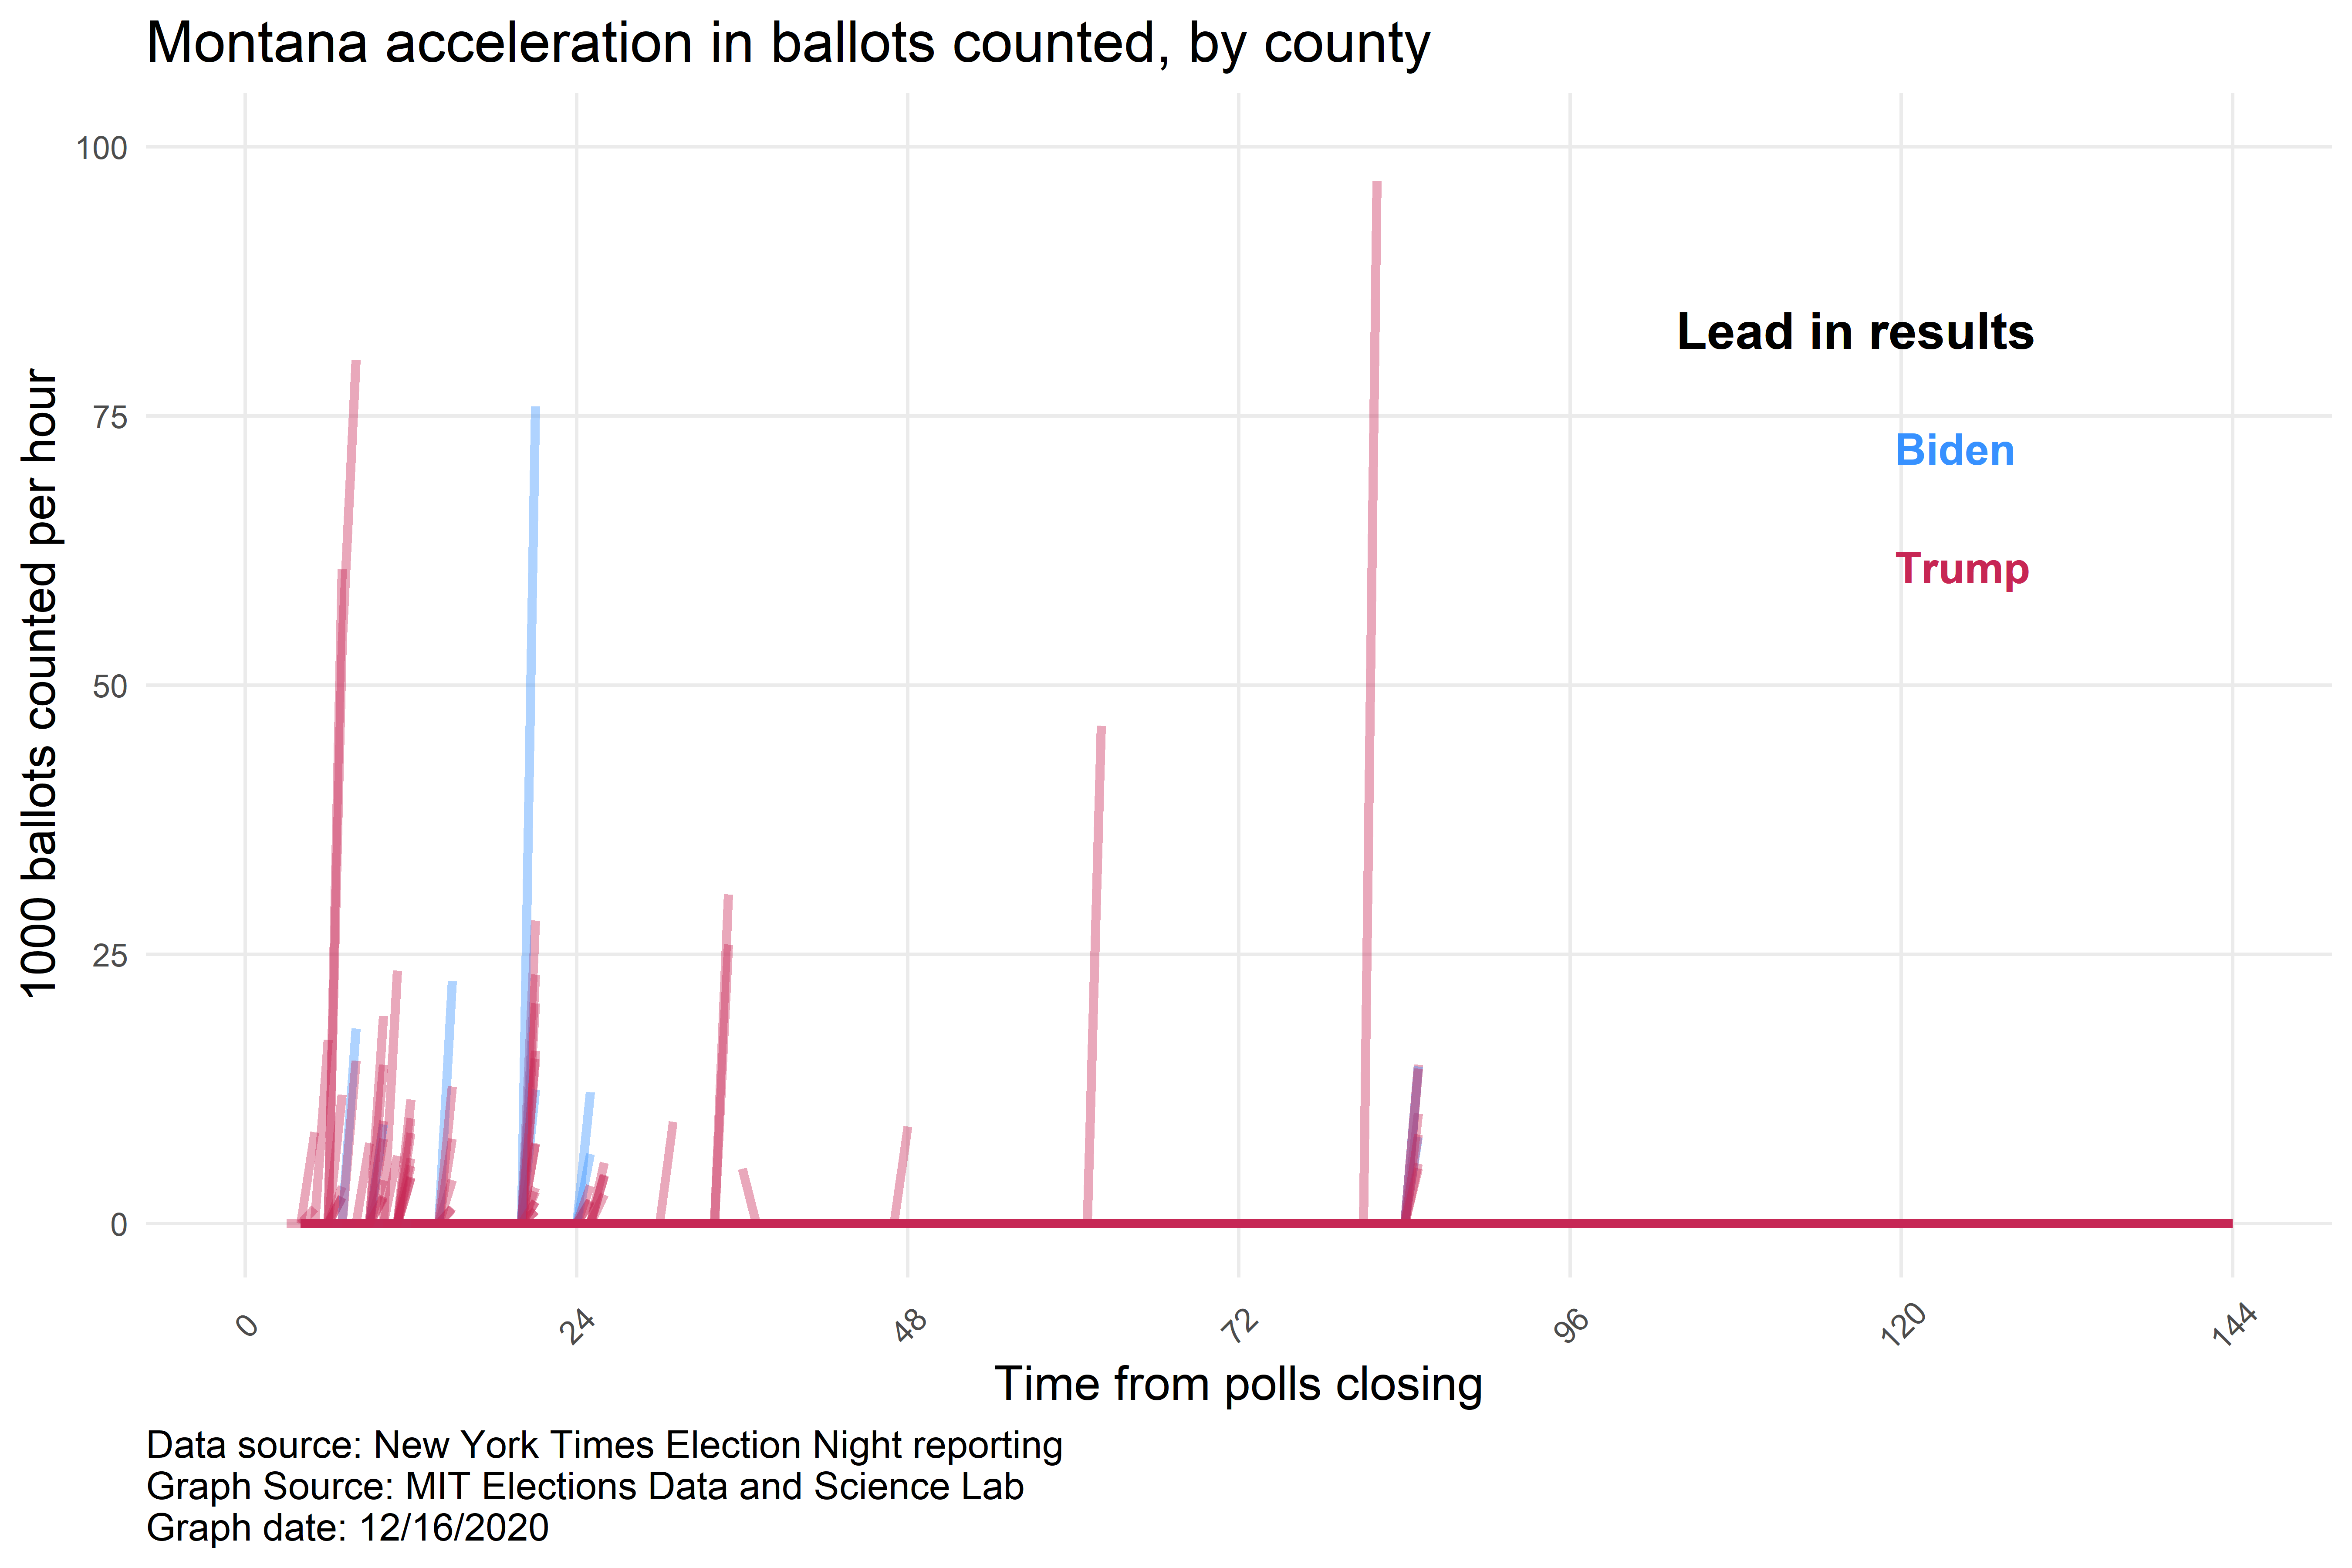 Montana acceleration in ballots counted, by county
1000 ballots counted per hour
100
75
50
25
0
Lead in results
Biden
Trump
0
24
48
72
96
120
144
Time from polls closing
Data source: New York Times Election Night reporting
Graph Source: MIT Elections Data and Science Lab
Graph date: 12/16/2020